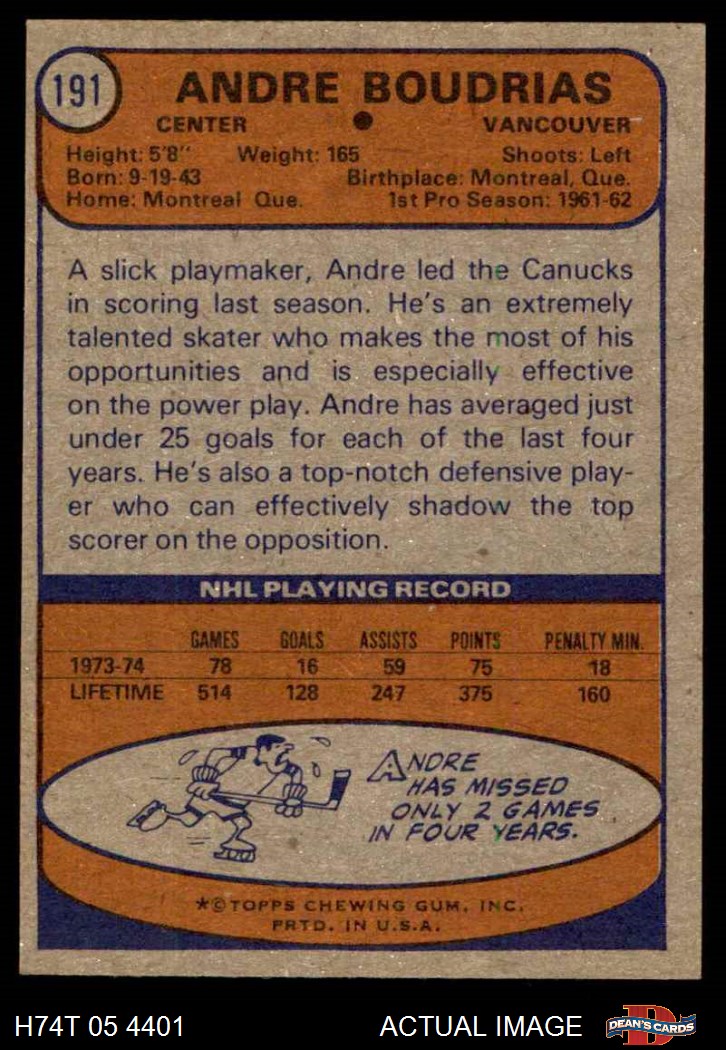 191
ANDRE BOUDRIAS
CENTER • VANCOUVER
Height: 5'8" Weight: 165 Shoots: Left
Born: 9-19-43 Birthplace: Montreal, Que.
Home: Montreal Que. 1st Pro Season: 1961-62
A slick playmaker, Andre led the Canucks
in scoring last season. He's an extremely
talented skater who makes the most of his
opportunities and is especially effective
on the power play. Andre has averaged just
under 25 goals for each of the last four
years. He's also a top-notch defensive play-
er who can effectively shadow the top
scorer on the opposition.
NHL PLAYING RECORD
GAMES GOALS ASSISTS POINTS PENALTY MIN.
1973-74 78 16 59 75 18
LIFETIME 514 128 247 375 160
ANDRE
HAS MISSED
ONLY 2 GAMES
IN FOUR YEARS.
*©TOPPS CHEWING GUM, INC.
PRTD. IN U.S.A.
H74T 05 4401 ACTUAL IMAGE DEAN'S CARDS